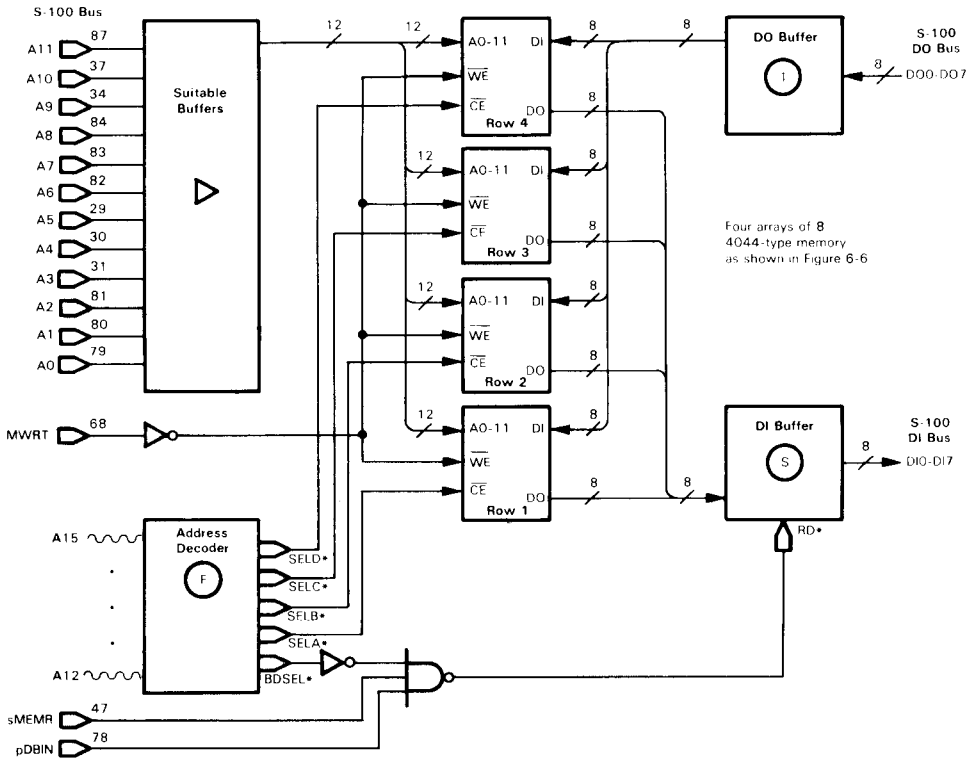 S-100 Bus
A11 87
A10 37
A9 34
A8 84
A7 83
A6 82
A5 29
A4 30
A3 31
A2 81
A1 80
A0 79
Suitable
Buffers
12
12
A0-11 DI
WE
CE
DO
Row 4
8
8
8
DO Buffer
I
S-100
DO Bus
8
DO0-DO7
12
A0-11 DI
WE
CE
DO
Row 3
8
8
Four arrays of 8
4044-type memory
as shown in Figure 6-6
12
A0-11 DI
WE
CE
DO
Row 2
8
8
MWRT 68
12
A0-11 DI
WE
CE
DO
Row 1
8
8
8
DI Buffer
S
S-100
DI Bus
8
DI0-DI7
RD*
A15
A12
Address
Decoder
F
SELD*
SELC*
SELB*
SELA*
BDSEL*
sMEMR 47
pDBIN 78